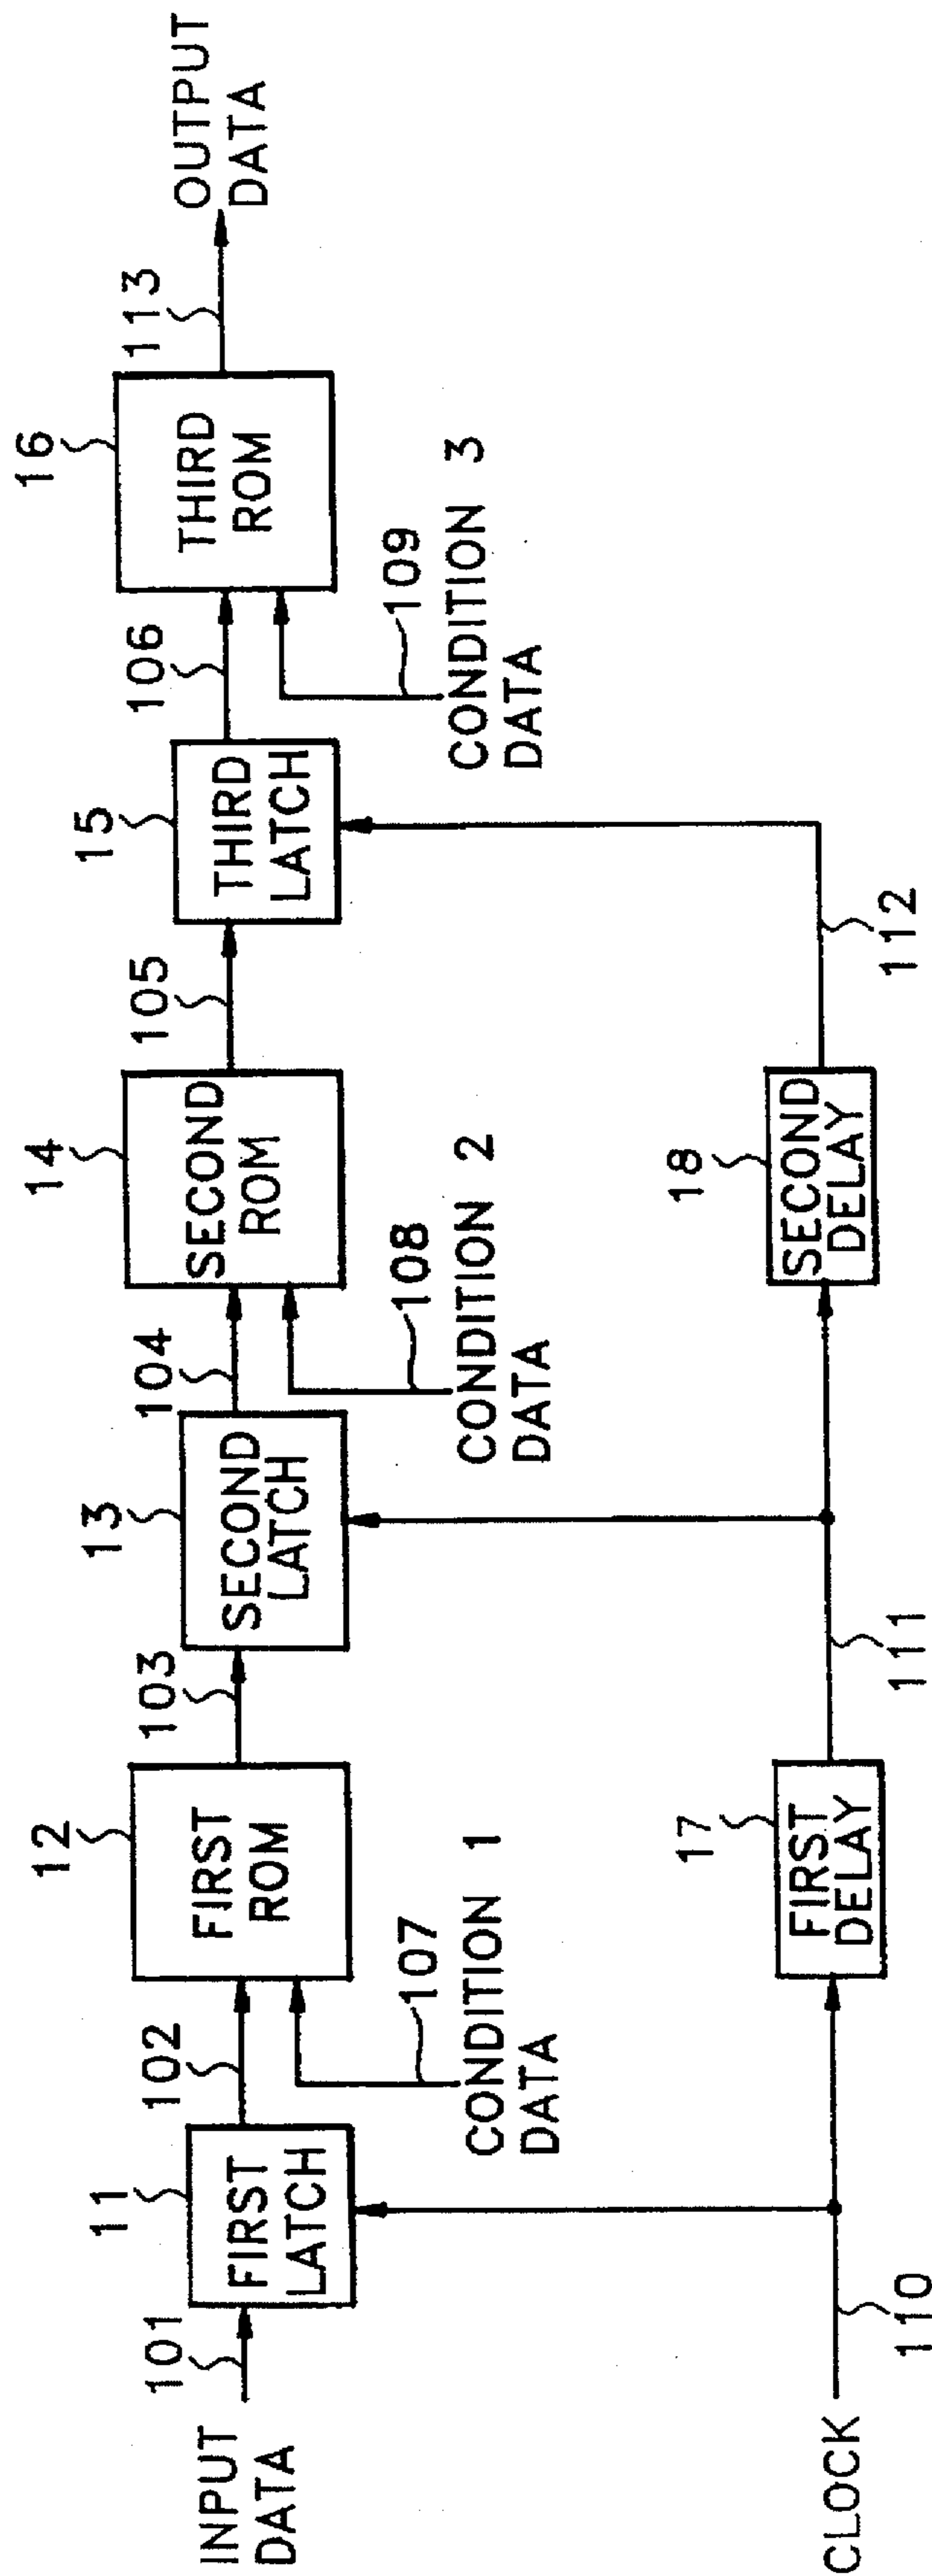 INPUT
DATA
101
11
FIRST
LATCH
102
107
CONDITION 1
DATA
12
FIRST
ROM
103
13
SECOND
LATCH
104
108
CONDITION 2
DATA
14
SECOND
ROM
105
15
THIRD
LATCH
106
109
CONDITION 3
DATA
16
THIRD
ROM
113
OUTPUT
DATA
CLOCK
110
17
FIRST
DELAY
111
18
SECOND
DELAY
112